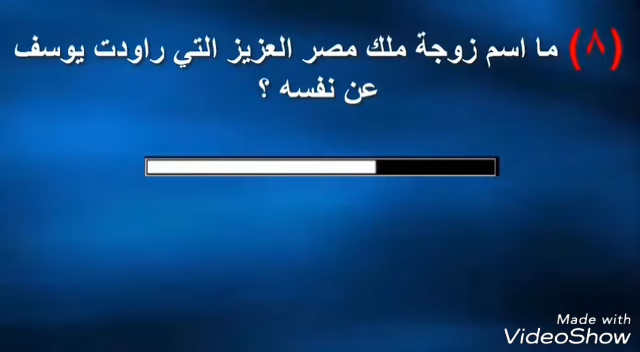 (٨) ما اسم زوجة ملك مصر العزيز التي راودت يوسف
عن نفسه ؟
Made with
VideoShow